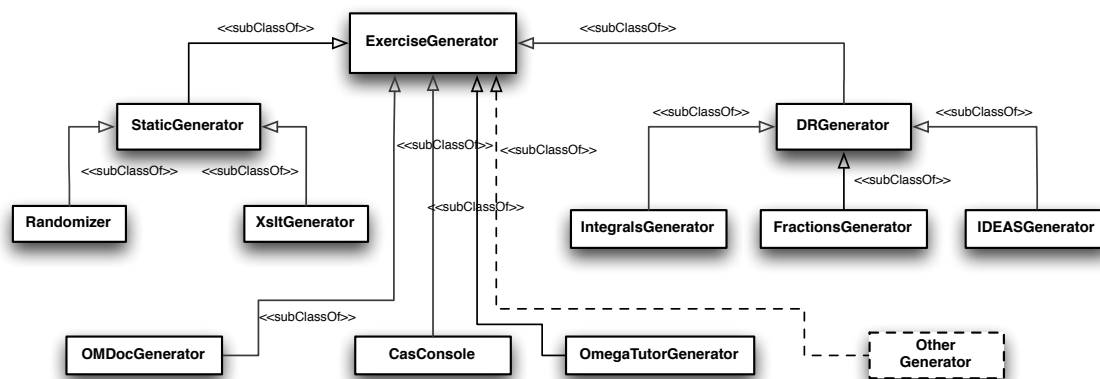 <<subClassOf>>
ExerciseGenerator
<<subClassOf>>
StaticGenerator
<<subClassOf>>
DRGenerator
<<subClassOf>>
<<subClassOf>>
<<subClassOf>>
<<subClassOf>>
<<subClassOf>>
<<subClassOf>>
<<subClassOf>>
Randomizer
XsltGenerator
<<subClassOf>>
IntegralsGenerator
FractionsGenerator
IDEASGenerator
<<subClassOf>>
OMDocGenerator
CasConsole
OmegaTutorGenerator
Other
Generator